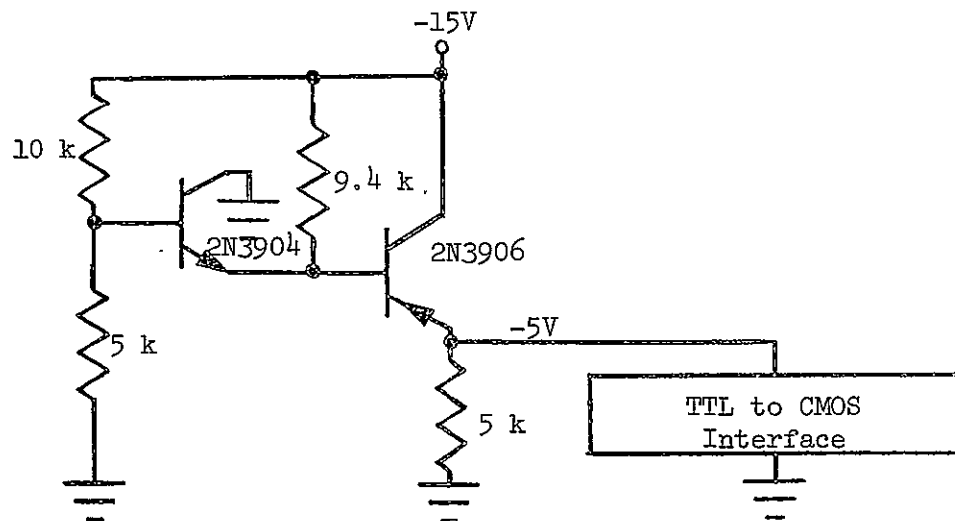 -15V
10 k
9.4 k
2N3904
2N3906
-5V
5 k
5 k
TTL to CMOS
Interface